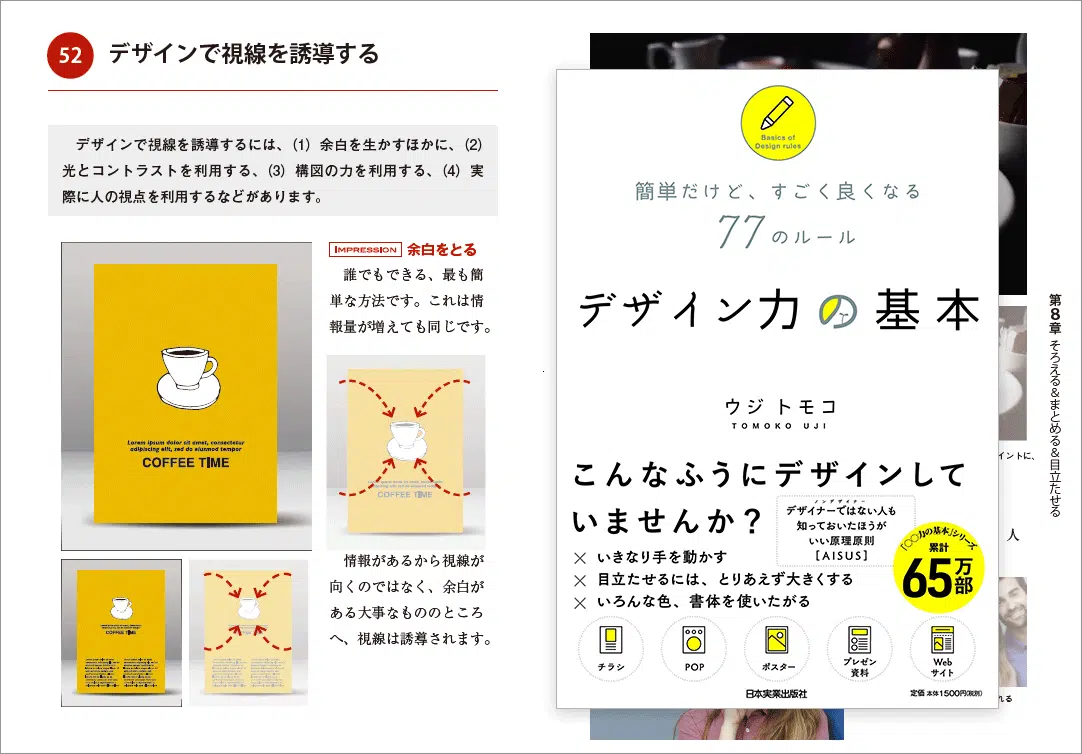 52 デザインで視線を誘導する
デザインで視線を誘導するには、(1) 余白を生かすほかに、(2)
光とコントラストを利用する、(3) 構図の力を利用する、(4) 実
際に人の視点を利用するなどがあります。
IMPRESSION 余白をとる
誰でもできる、最も簡
単な方法です。これは情
報量が増えても同じです。
Lorem ipsum dolor sit amet, consectetur
adipiscing elit, sed do eiusmod tempor
COFFEE TIME
COFFEE TIME
COFFEE TIME
情報があるから視線が
向くのではなく、余白が
ある大事なもののところ
へ、視線は誘導されます。
Basics of
Design rules
簡単だけど、すごく良くなる
77のルール
デザイン力の基本
ウジ トモコ
TOMOKO UJI
こんなふうにデザインして
いませんか?
ノンデザイナー
デザイナーではない人も
知っておいたほうが
いい原理原則
[AISUS]
× いきなり手を動かす
× 目立たせるには、とりあえず大きくする
× いろんな色、書体を使いたがる
「〇〇力の基本」シリーズ
累計
65万部
チラシ
POP
ポスター
プレゼン
資料
Web
サイト
日本実業出版社
定価 本体1500円(税別)
イントに、
人
れる
第8章 そろえる&まとめる&目立たせる